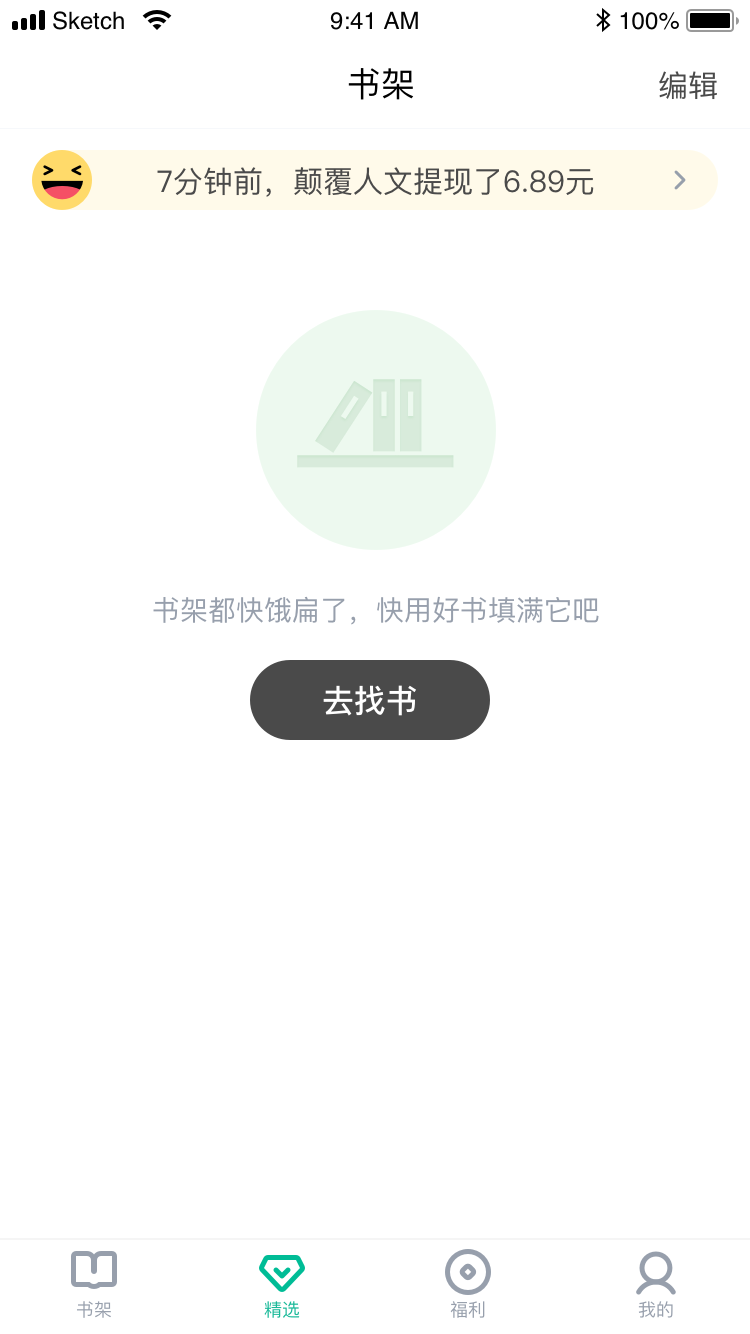 Sketch 9:41 AM 100%
书架 编辑
7分钟前，颠覆人文提现了6.89元
书架都快饿扁了，快用好书填满它吧
去找书
书架 精选 福利 我的